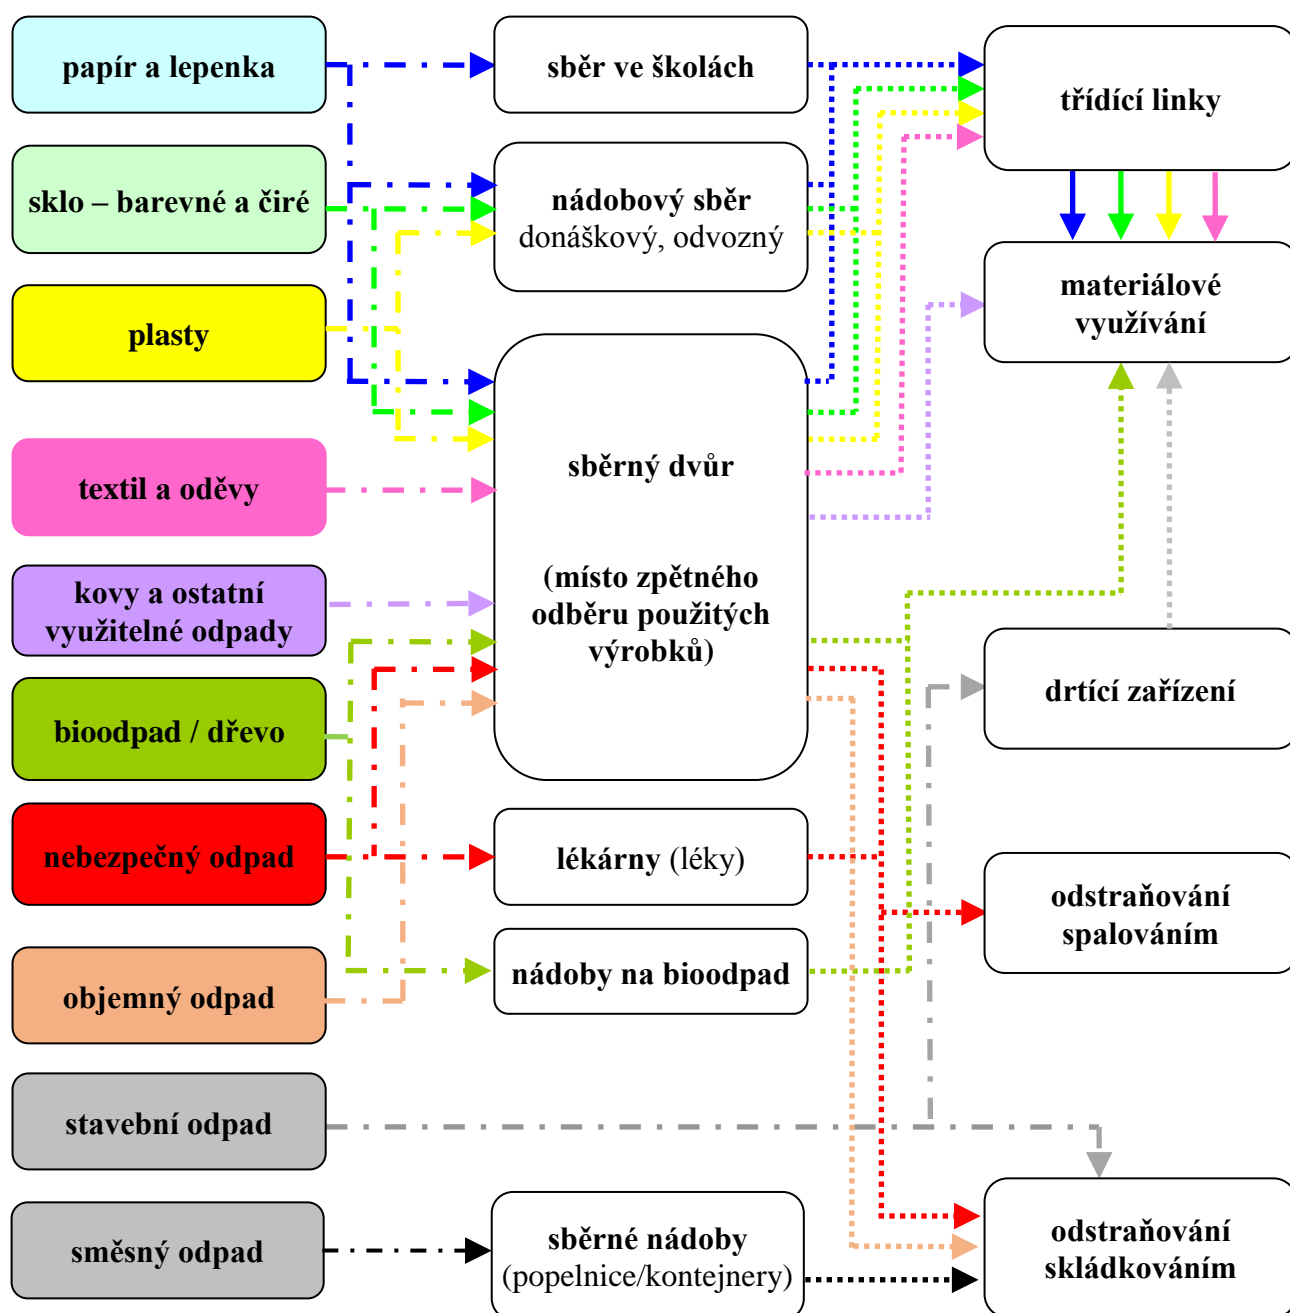 papír a lepenka
sklo – barevné a čiré
plasty
textil a oděvy
kovy a ostatní
využitelné odpady
bioodpad / dřevo
nebezpečný odpad
objemný odpad
stavební odpad
směsný odpad
sběr ve školách
nádobový sběr
donáškový, odvozný
sběrný dvůr
(místo zpětného
odběru použitých
výrobků)
lékárny (léky)
nádoby na bioodpad
sběrné nádoby
(popelnice/kontejnery)
třídící linky
materiálové
využívání
drtící zařízení
odstraňování
spalováním
odstraňování
skládkováním